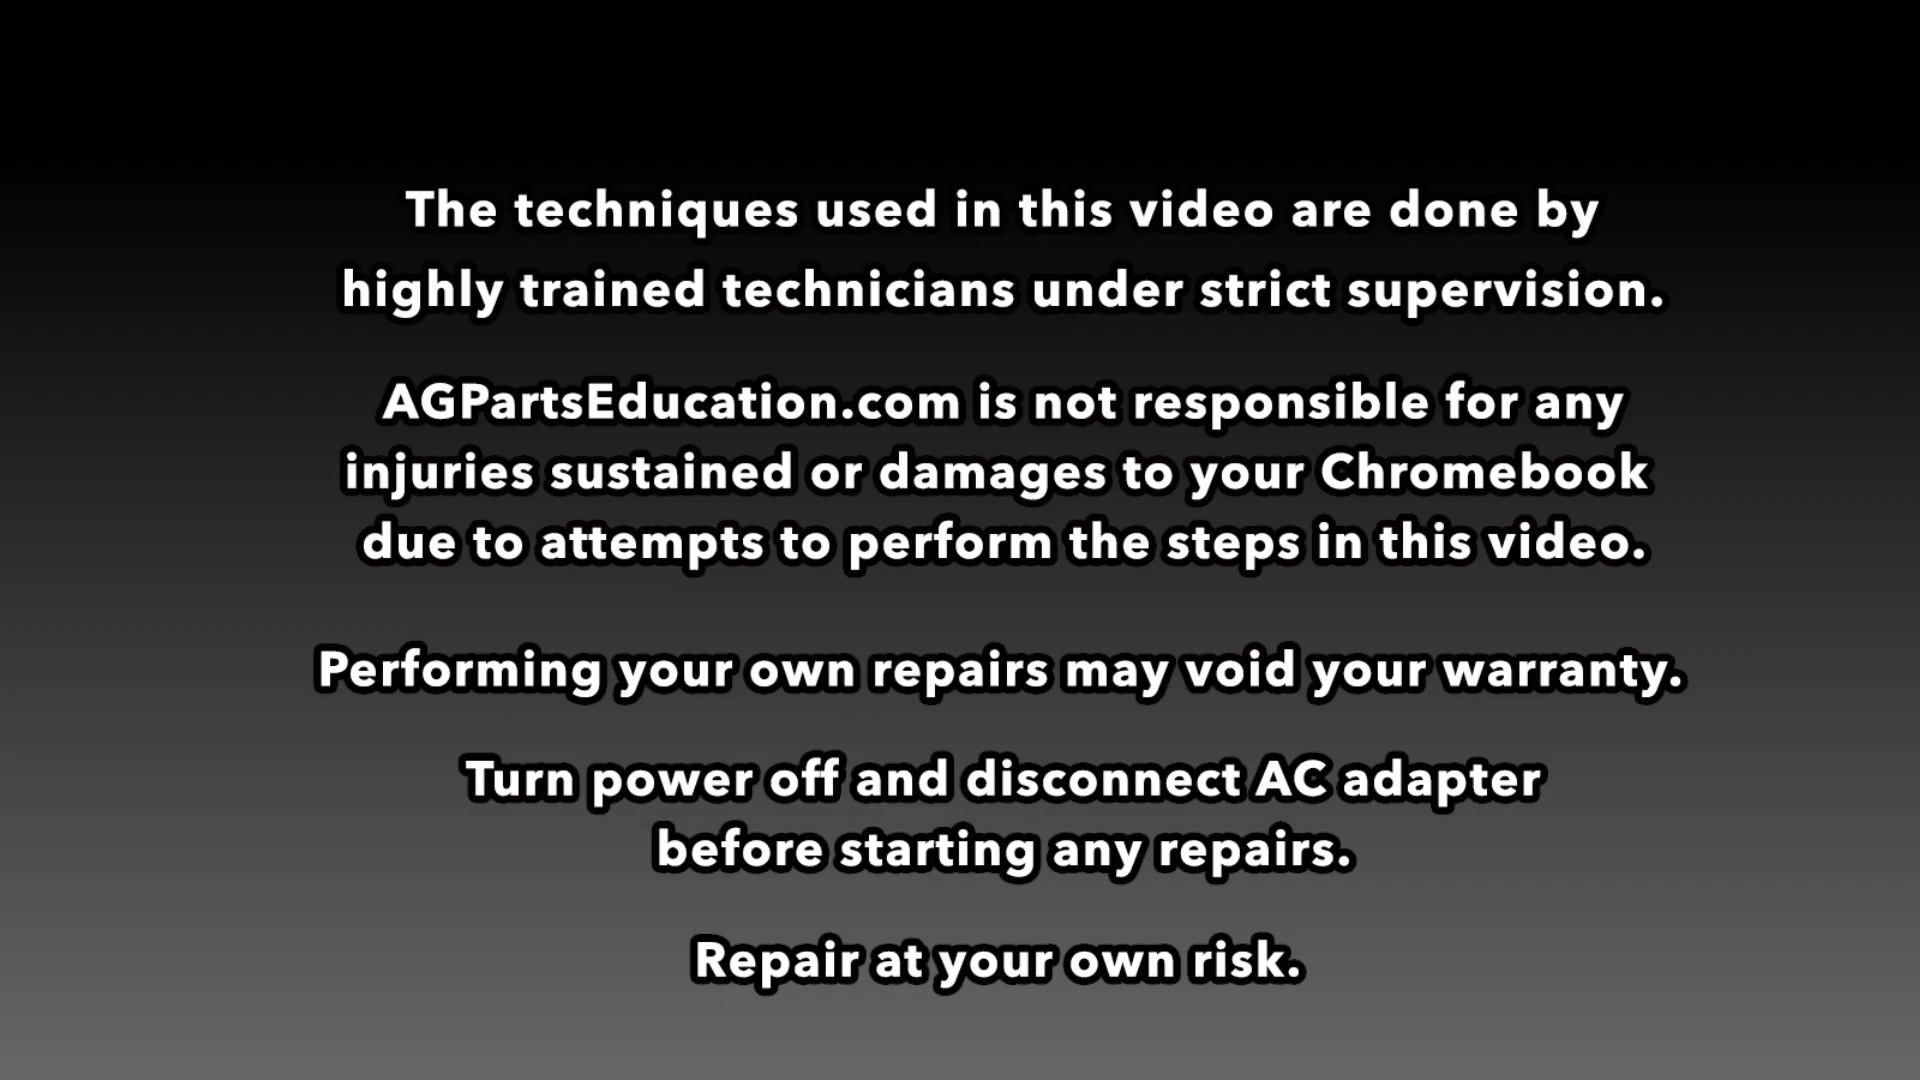 The techniques used in this video are done by
highly trained technicians under strict supervision.
AGPartsEducation.com is not responsible for any
injuries sustained or damages to your Chromebook
due to attempts to perform the steps in this video.
Performing your own repairs may void your warranty.
Turn power off and disconnect AC adapter
before starting any repairs.
Repair at your own risk.